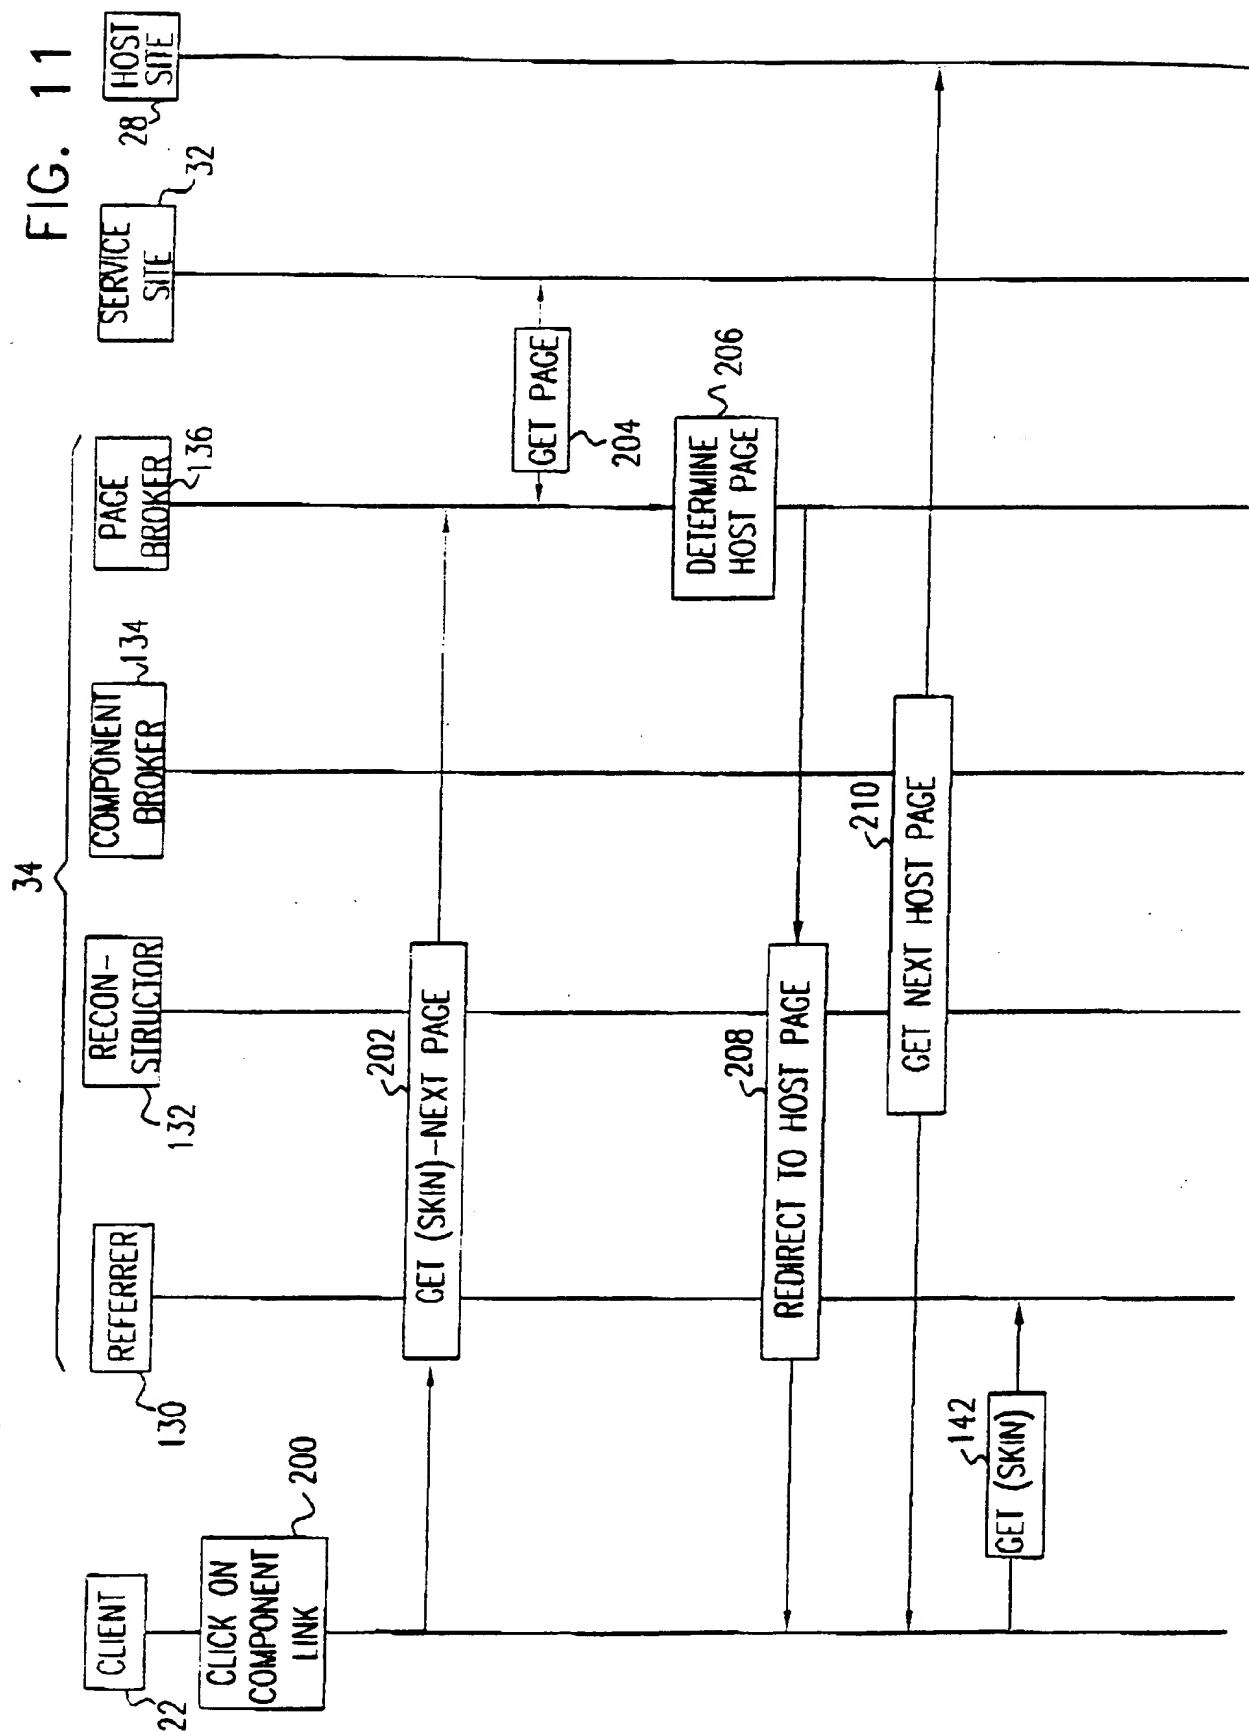 FIG. 11
34
CLIENT
22
REFERRER
130
RECON-
STRUCTOR
132
COMPONENT
BROKER
134
PAGE
BROKER
136
SERVICE
SITE
32
HOST
SITE
28
CLICK ON
COMPONENT
LINK
200
GET (SKIN)-NEXT PAGE
202
GET PAGE
204
DETERMINE
HOST PAGE
206
REDIRECT TO HOST PAGE
208
GET NEXT HOST PAGE
210
GET (SKIN)
142